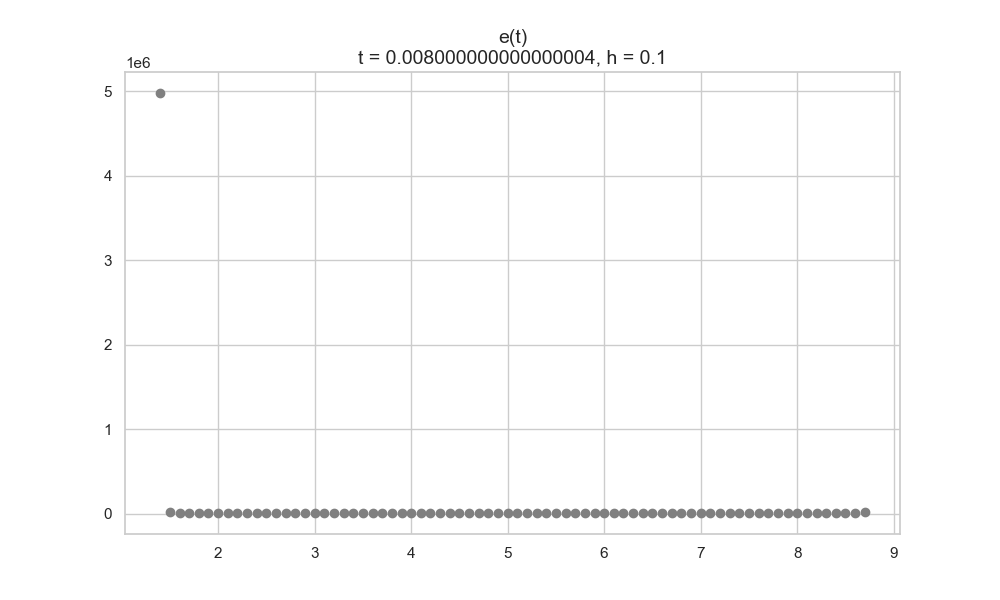 e(t)
t = 0.008000000000000004, h = 0.1
1e6
5
4
3
2
1
0
2 3 4 5 6 7 8 9